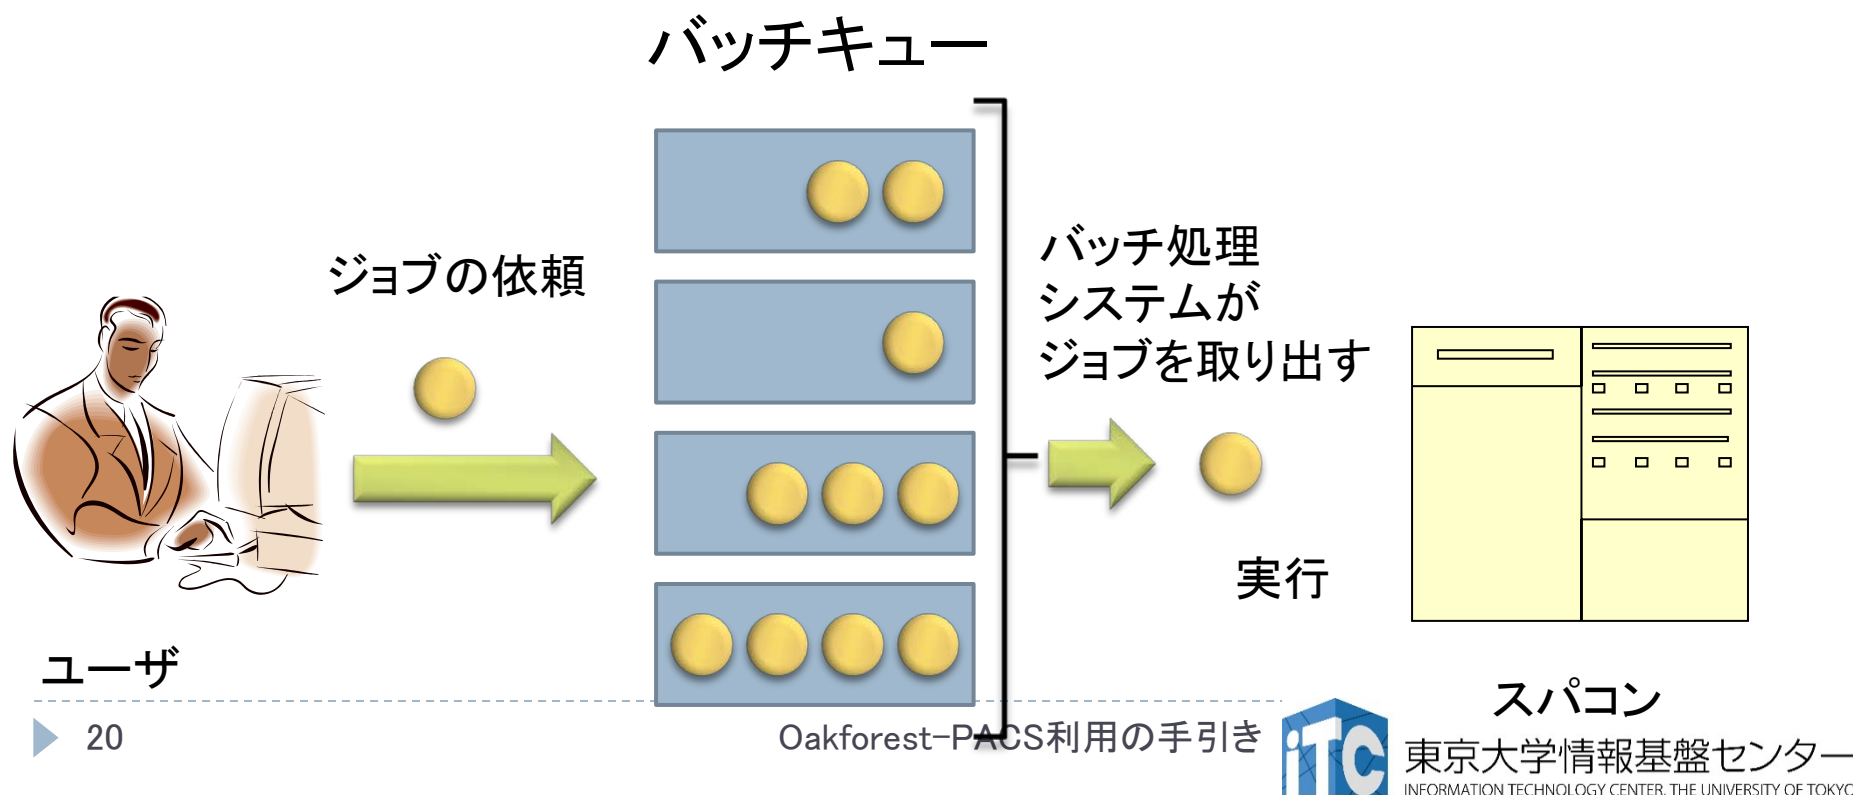 バッチキュー
ジョブの依頼
バッチ処理
システムが
ジョブを取り出す
実行
ユーザ
スパコン
20
Oakforest-PACS利用の手引き
iTC
東京大学情報基盤センター
INFORMATION TECHNOLOGY CENTER, THE UNIVERSITY OF TOKYO